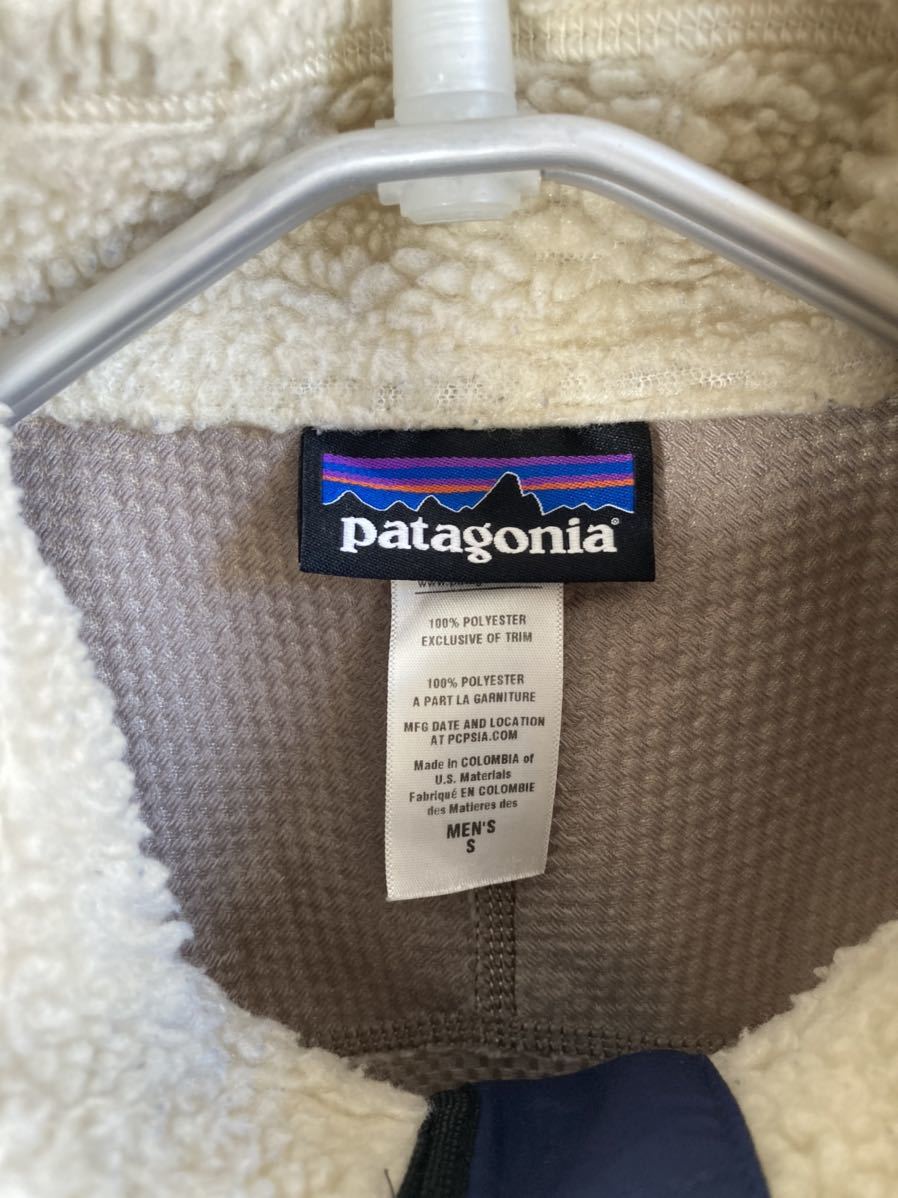 patagonia®
100% POLYESTER
EXCLUSIVE OF TRIM
100% POLYESTER
A PART LA GARNITURE
MFG DATE AND LOCATION
AT PCPSIA.COM
Made in COLOMBIA of
U.S. Materials
Fabriqué EN COLOMBIE
des Matieres des
MEN'S
S